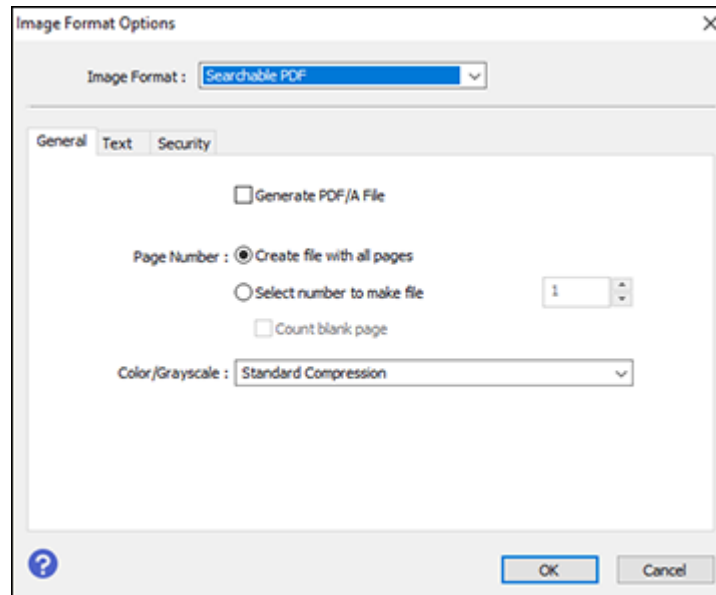 Image Format Options
Image Format : Searchable PDF
General Text Security
Generate PDF/A File
Page Number : Create file with all pages
Select number to make file 1
Count blank page
Color/Grayscale : Standard Compression
? OK Cancel